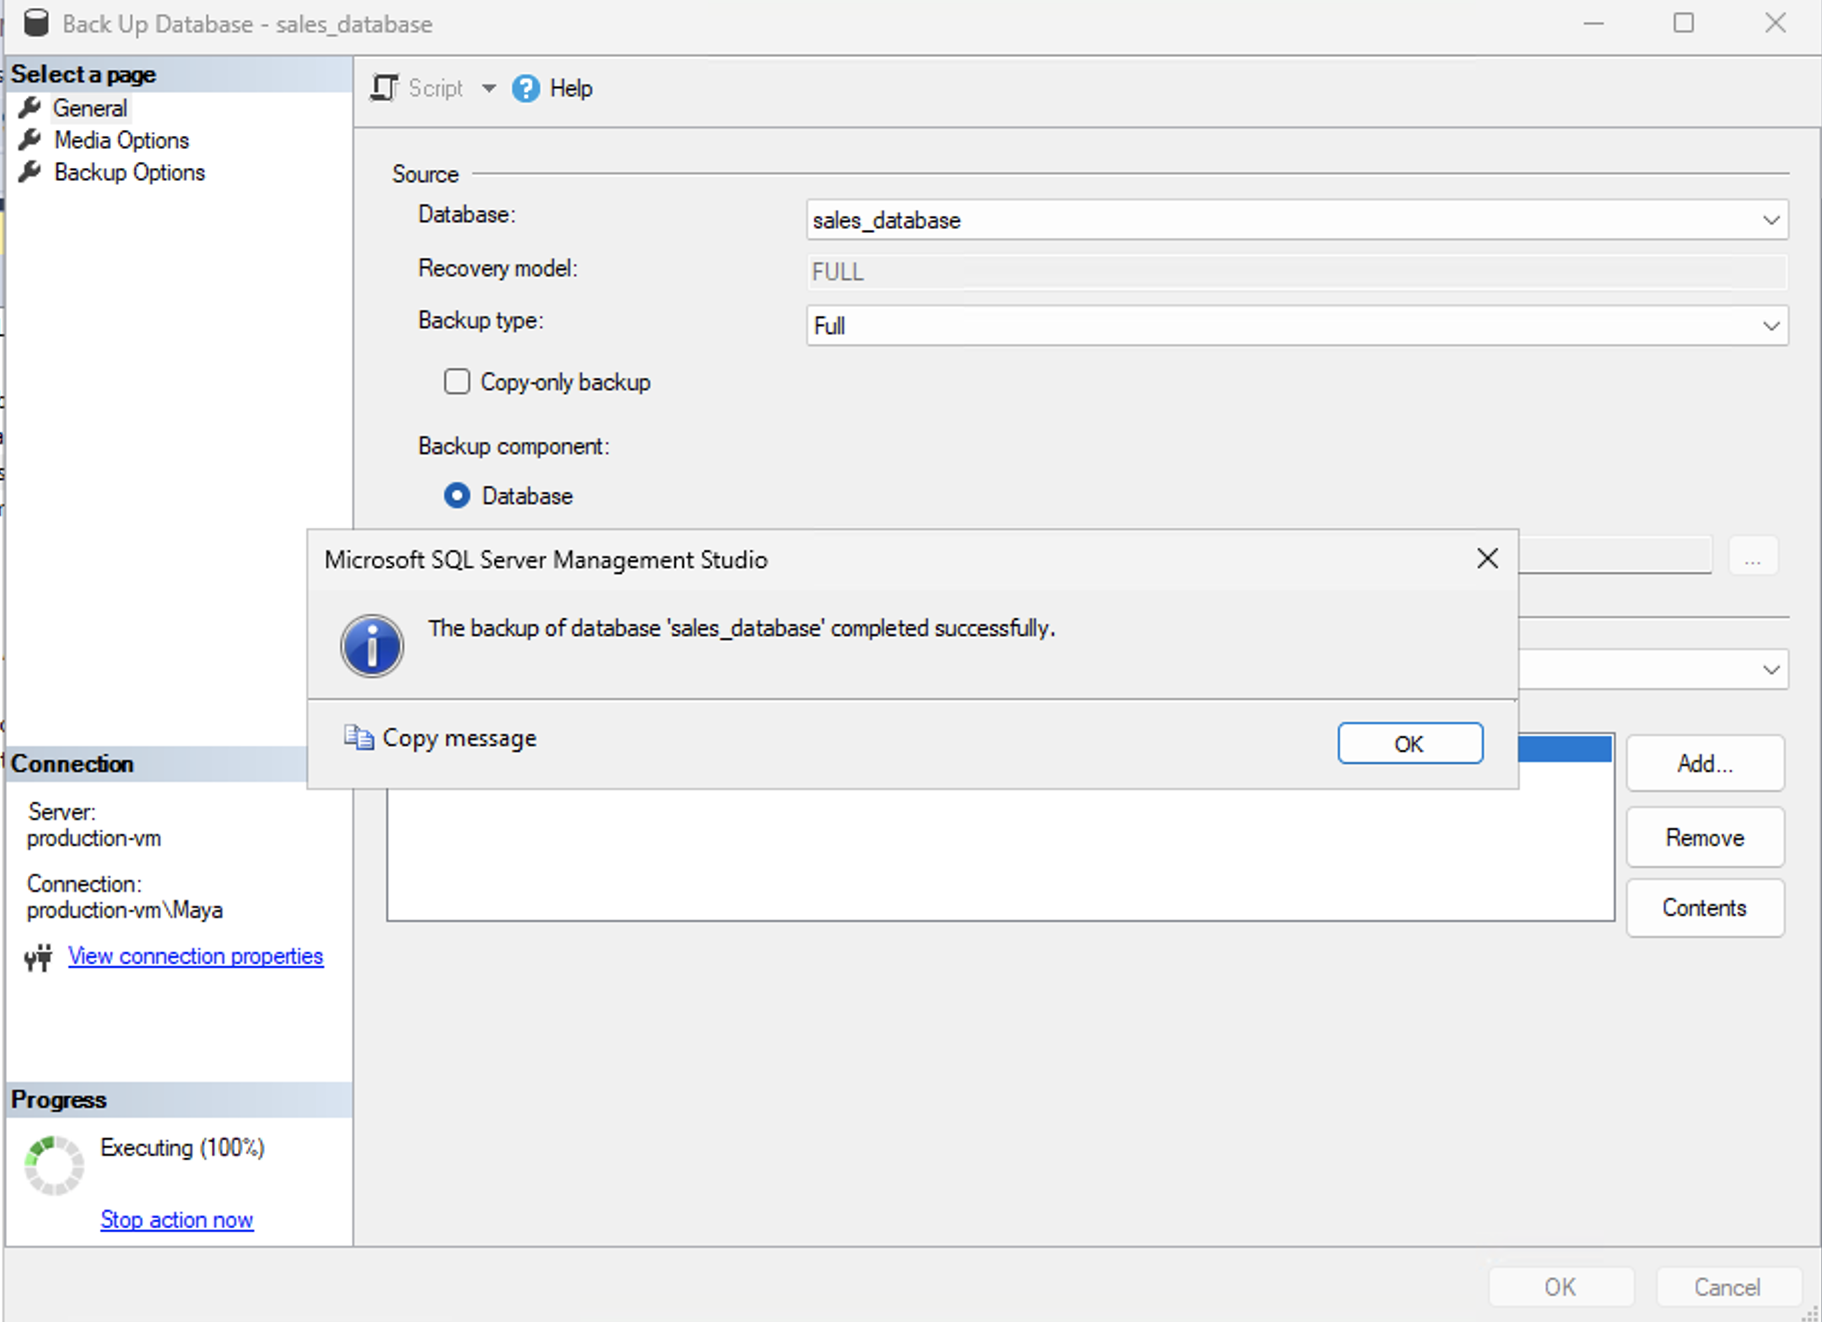 Back Up Database - sales_database
Select a page
General
Media Options
Backup Options
Script
Help
Source
Database:
sales_database
Recovery model:
FULL
Backup type:
Full
Copy-only backup
Backup component:
Database
...
Microsoft SQL Server Management Studio
The backup of database 'sales_database' completed successfully.
Copy message
OK
Add...
Remove
Contents
Connection
Server:
production-vm
Connection:
production-vm\Maya
View connection properties
Progress
Executing (100%)
Stop action now
OK
Cancel